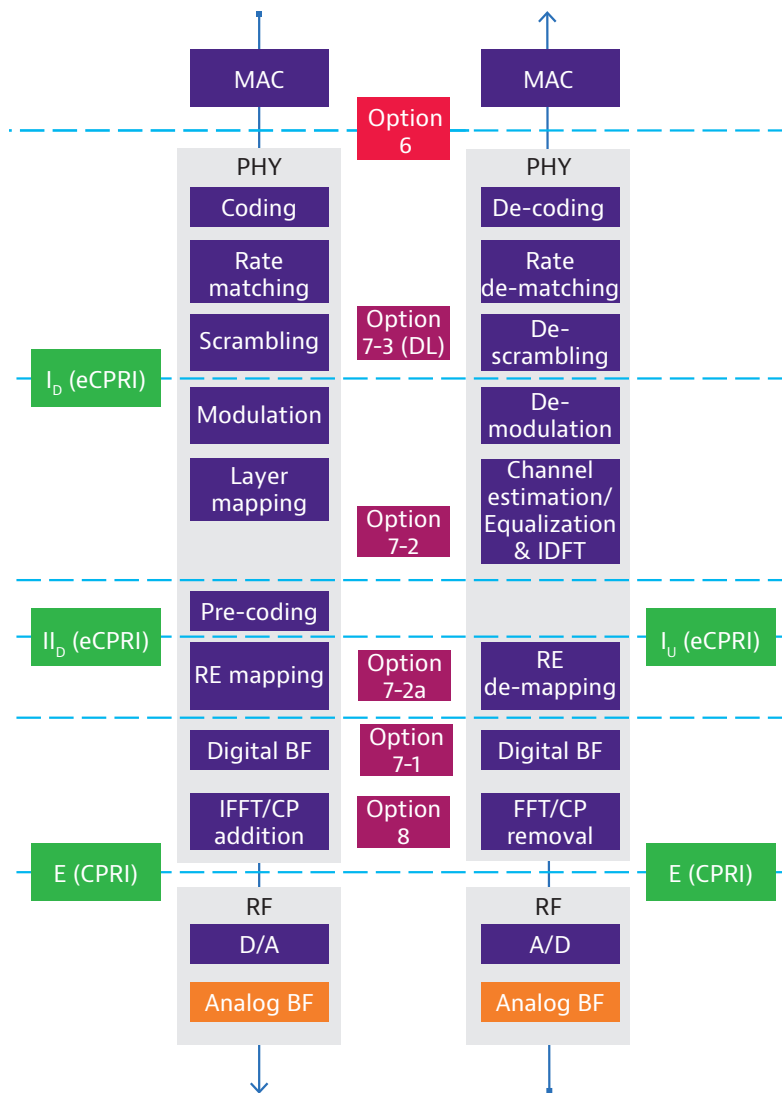 MAC
MAC
Option
6
PHY
PHY
Coding
De-coding
Rate
matching
Rate
de-matching
Option
7-3 (DL)
Scrambling
De-
scrambling
I_D (eCPRI)
Modulation
De-
modulation
Layer
mapping
Channel
estimation/
Equalization
& IDFT
Option
7-2
Pre-coding
II_D (eCPRI)
I_U (eCPRI)
RE mapping
Option
7-2a
RE
de-mapping
Digital BF
Option
7-1
Digital BF
IFFT/CP
addition
Option
8
FFT/CP
removal
E (CPRI)
E (CPRI)
RF
RF
D/A
A/D
Analog BF
Analog BF